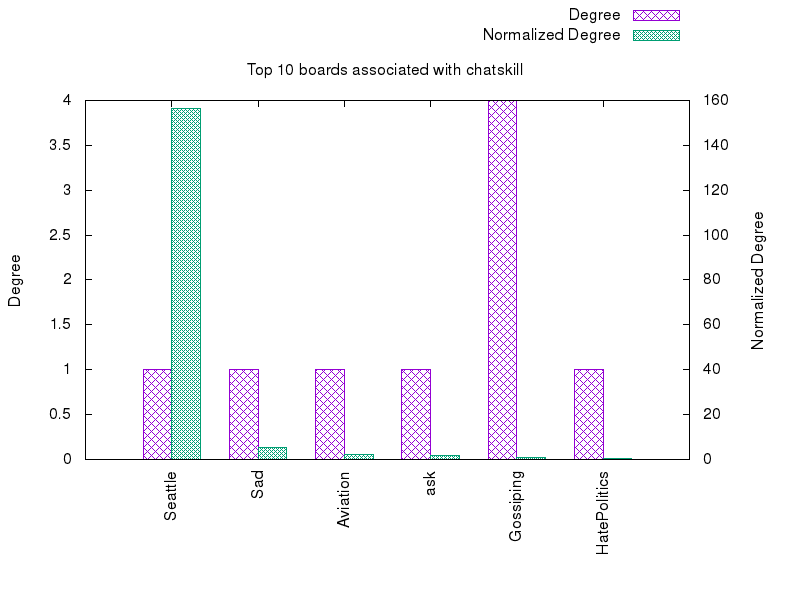 Degree
Normalized Degree
Top 10 boards associated with chatskill
4 160
3.5 140
3 120
2.5 100
2 80
1.5 60
1 40
0.5 20
0 0
Degree
Normalized Degree
Seattle
Sad
Aviation
ask
Gossiping
HatePolitics